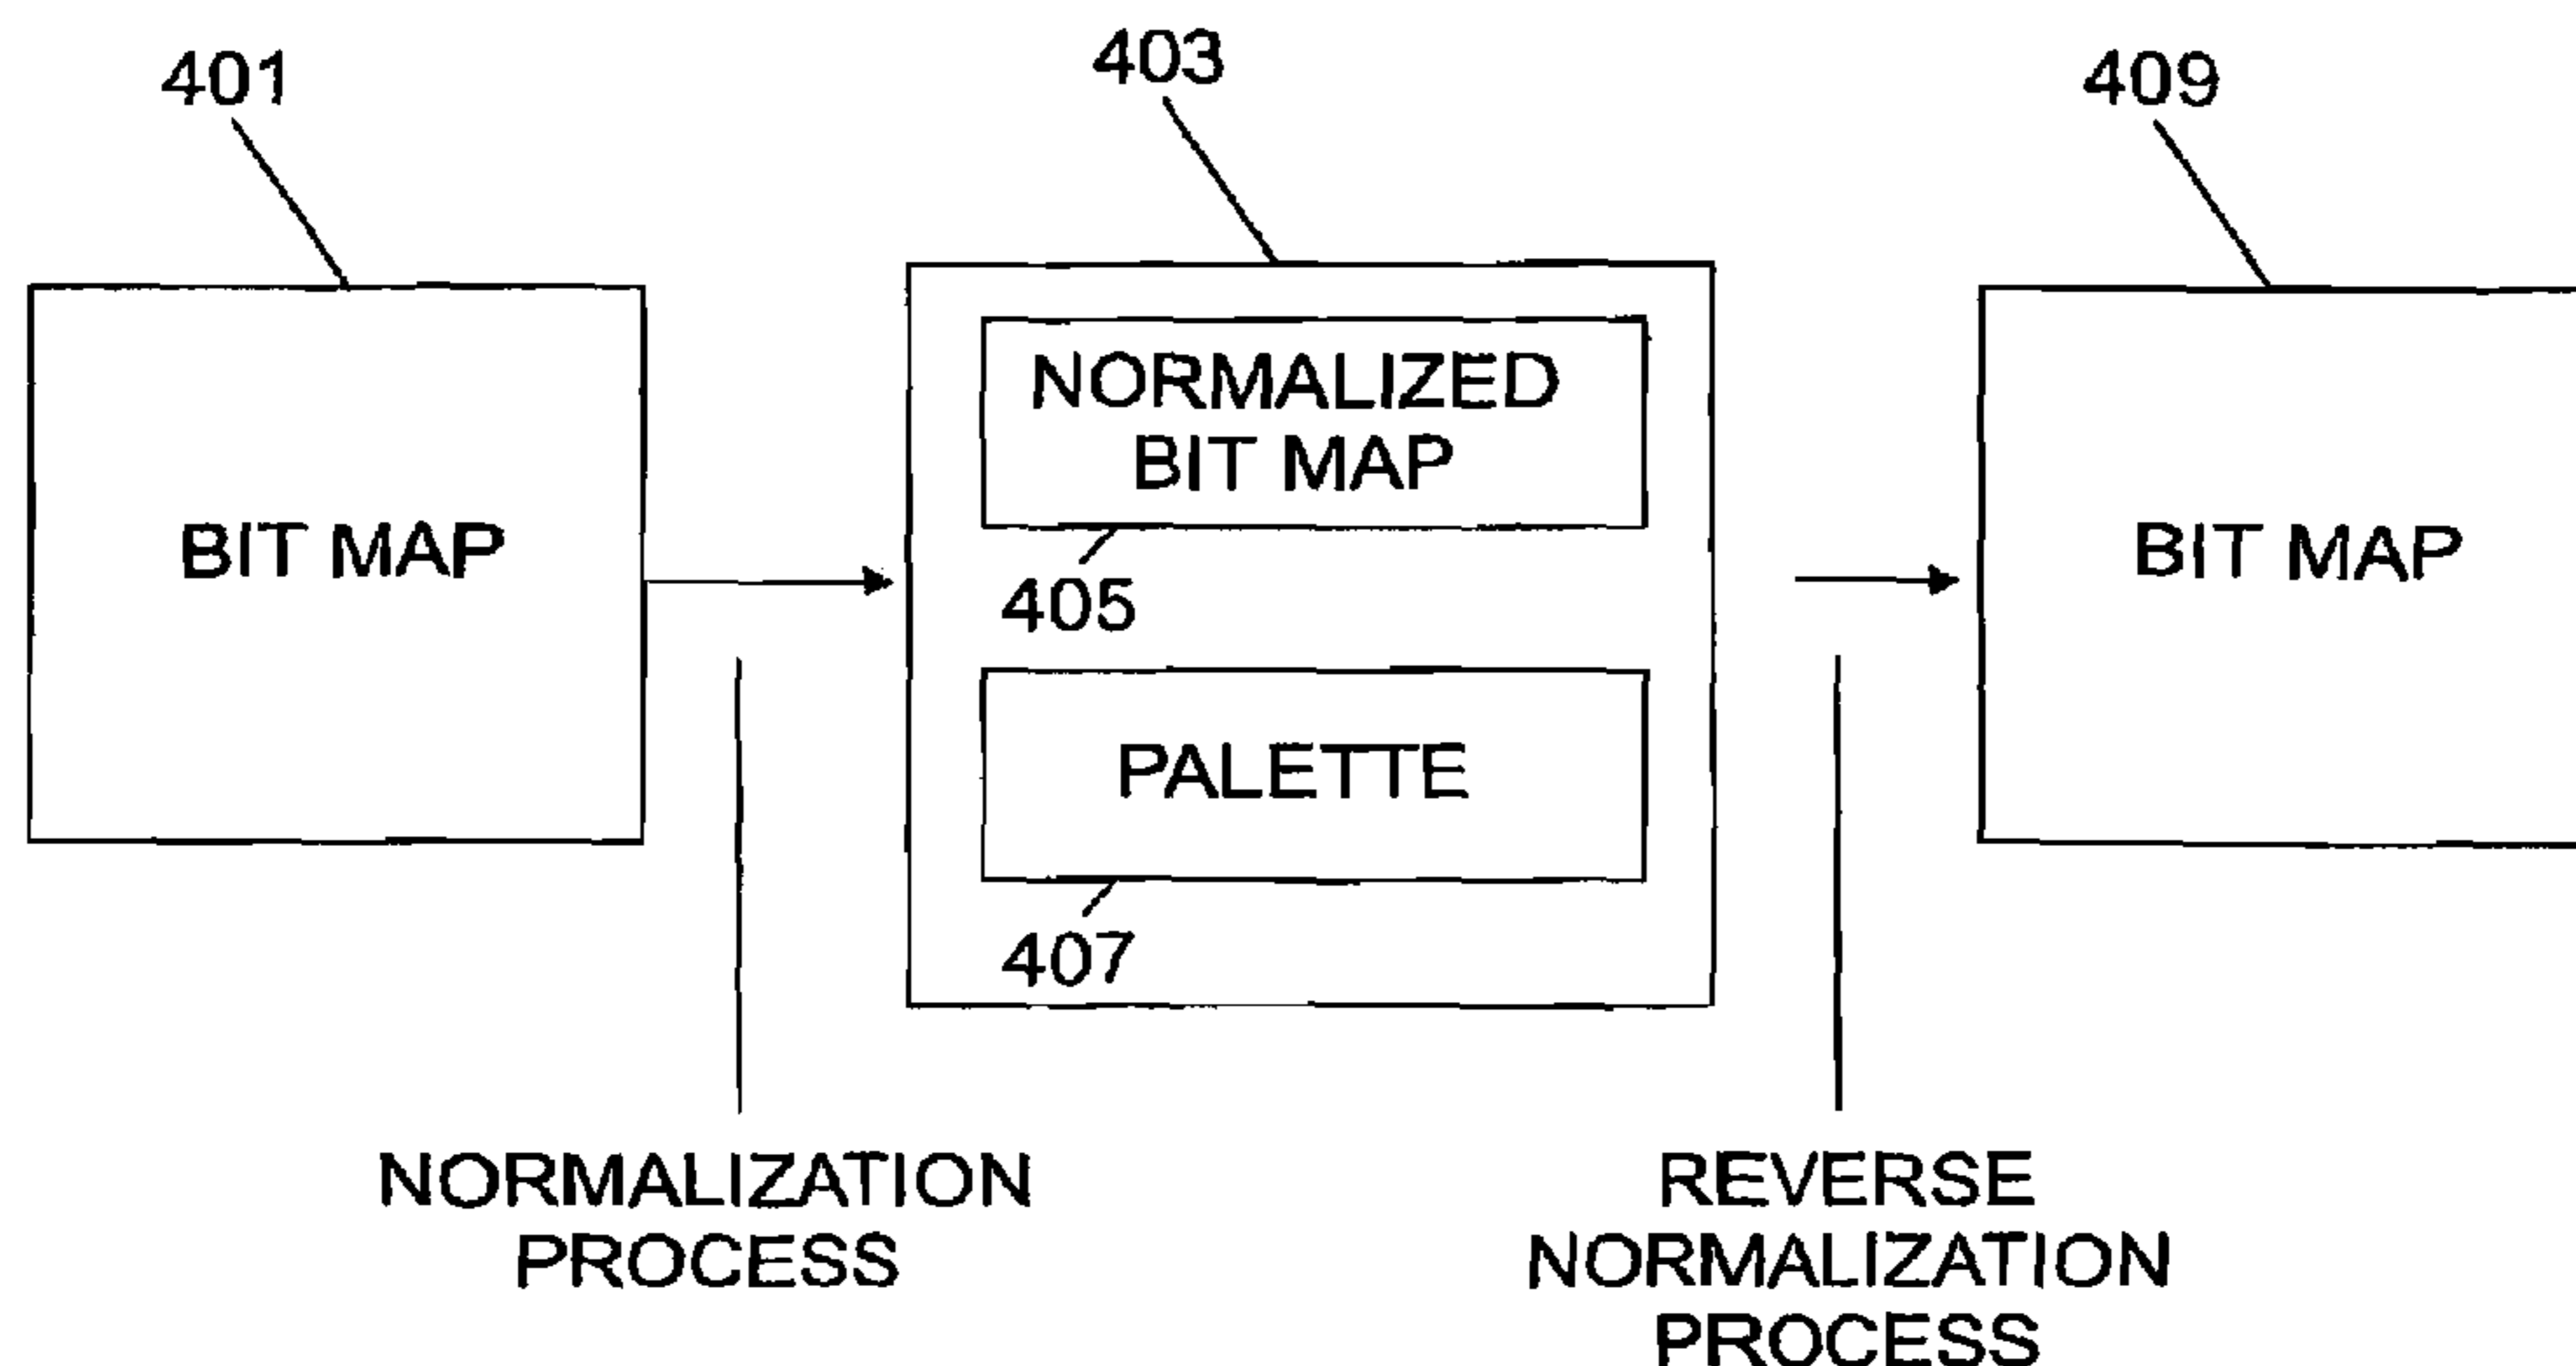 401
403
409
NORMALIZED
BIT MAP
BIT MAP
BIT MAP
405
PALETTE
407
NORMALIZATION
PROCESS
REVERSE
NORMALIZATION
PROCESS